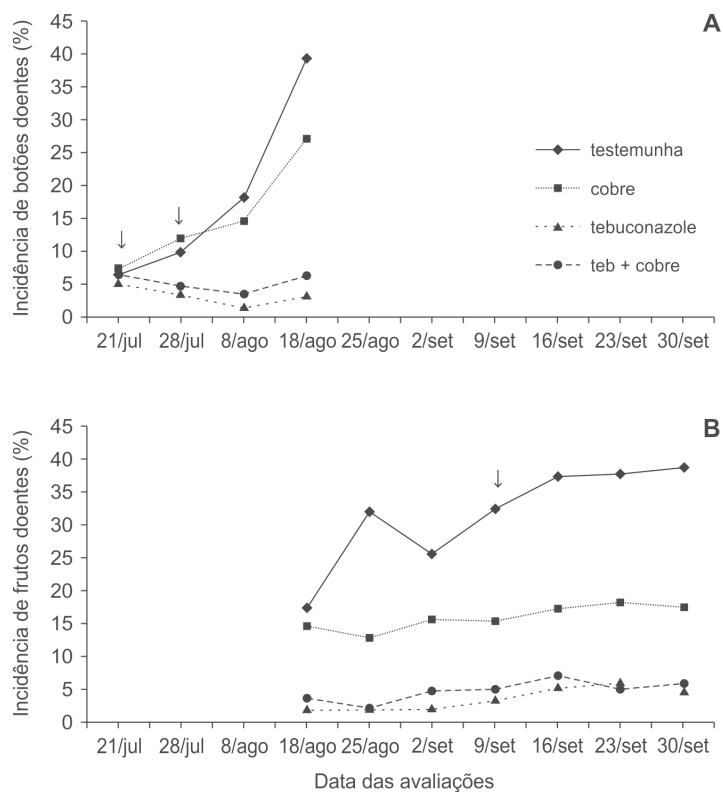 A
Incidência de botões doentes (%)
45
40
35
30
25
20
15
10
5
0
testemunha
cobre
tebuconazole
teb + cobre
21/jul 28/jul 8/ago 18/ago 25/ago 2/set 9/set 16/set 23/set 30/set
B
Incidência de frutos doentes (%)
45
40
35
30
25
20
15
10
5
0
21/jul 28/jul 8/ago 18/ago 25/ago 2/set 9/set 16/set 23/set 30/set
Data das avaliações